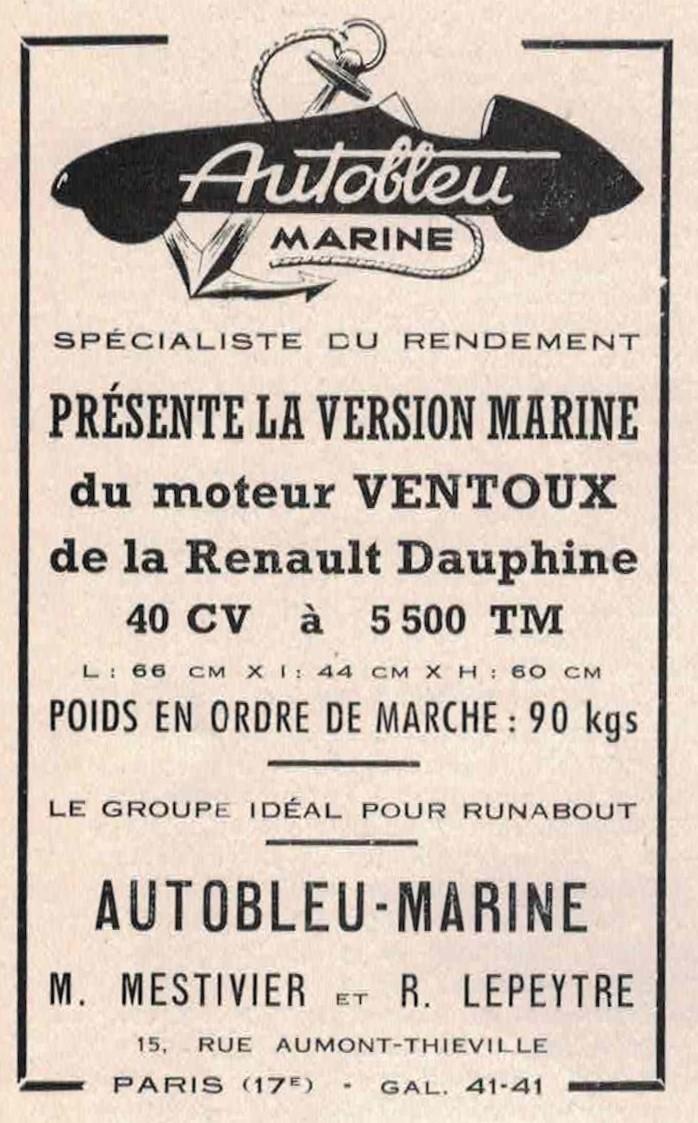 Autobleu
MARINE
SPÉCIALISTE DU RENDEMENT
PRÉSENTE LA VERSION MARINE
du moteur VENTOUX
de la Renault Dauphine
40 CV à 5 500 TM
L : 66 CM X l : 44 CM X H : 60 CM
POIDS EN ORDRE DE MARCHE : 90 kgs
LE GROUPE IDÉAL POUR RUNABOUT
AUTOBLEU-MARINE
M. MESTIVIER ET R. LEPEYTRE
15, RUE AUMONT-THIEVILLE
PARIS (17E) - GAL. 41-41